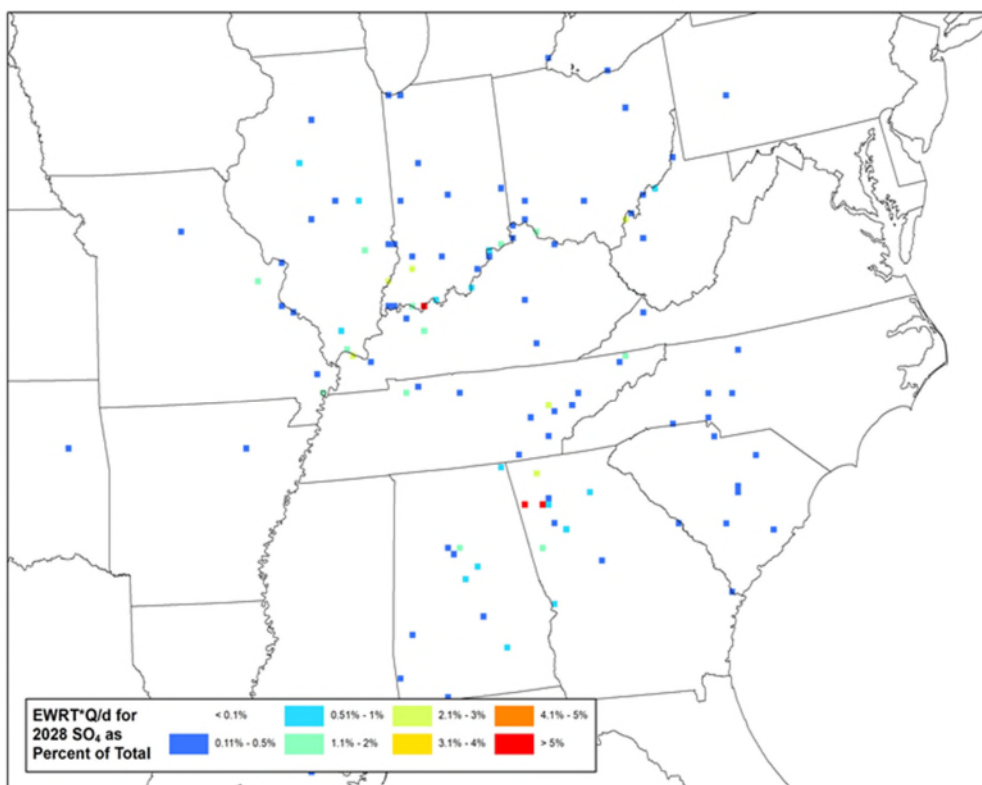 EWRT*Q/d for
2028 SO₄ as
Percent of Total
< 0.1%
0.51% - 1%
2.1% - 3%
4.1% - 5%
0.11% - 0.5%
1.1% - 2%
3.1% - 4%
> 5%